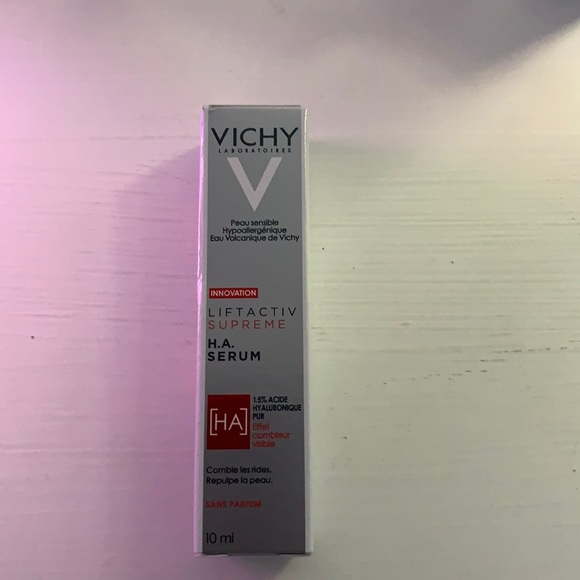 VICHY
LABORATOIRES
V
Peau sensible
Hypoallergénique
Eau Volcanique de Vichy
INNOVATION
LIFTACTIV
SUPREME
H.A.
SERUM
[HA]
1.5% ACIDE
HYALURONIQUE
PUR
Effet
combleur
visible
Comble les rides.
Repulpe la peau.
SANS PARFUM
10 ml